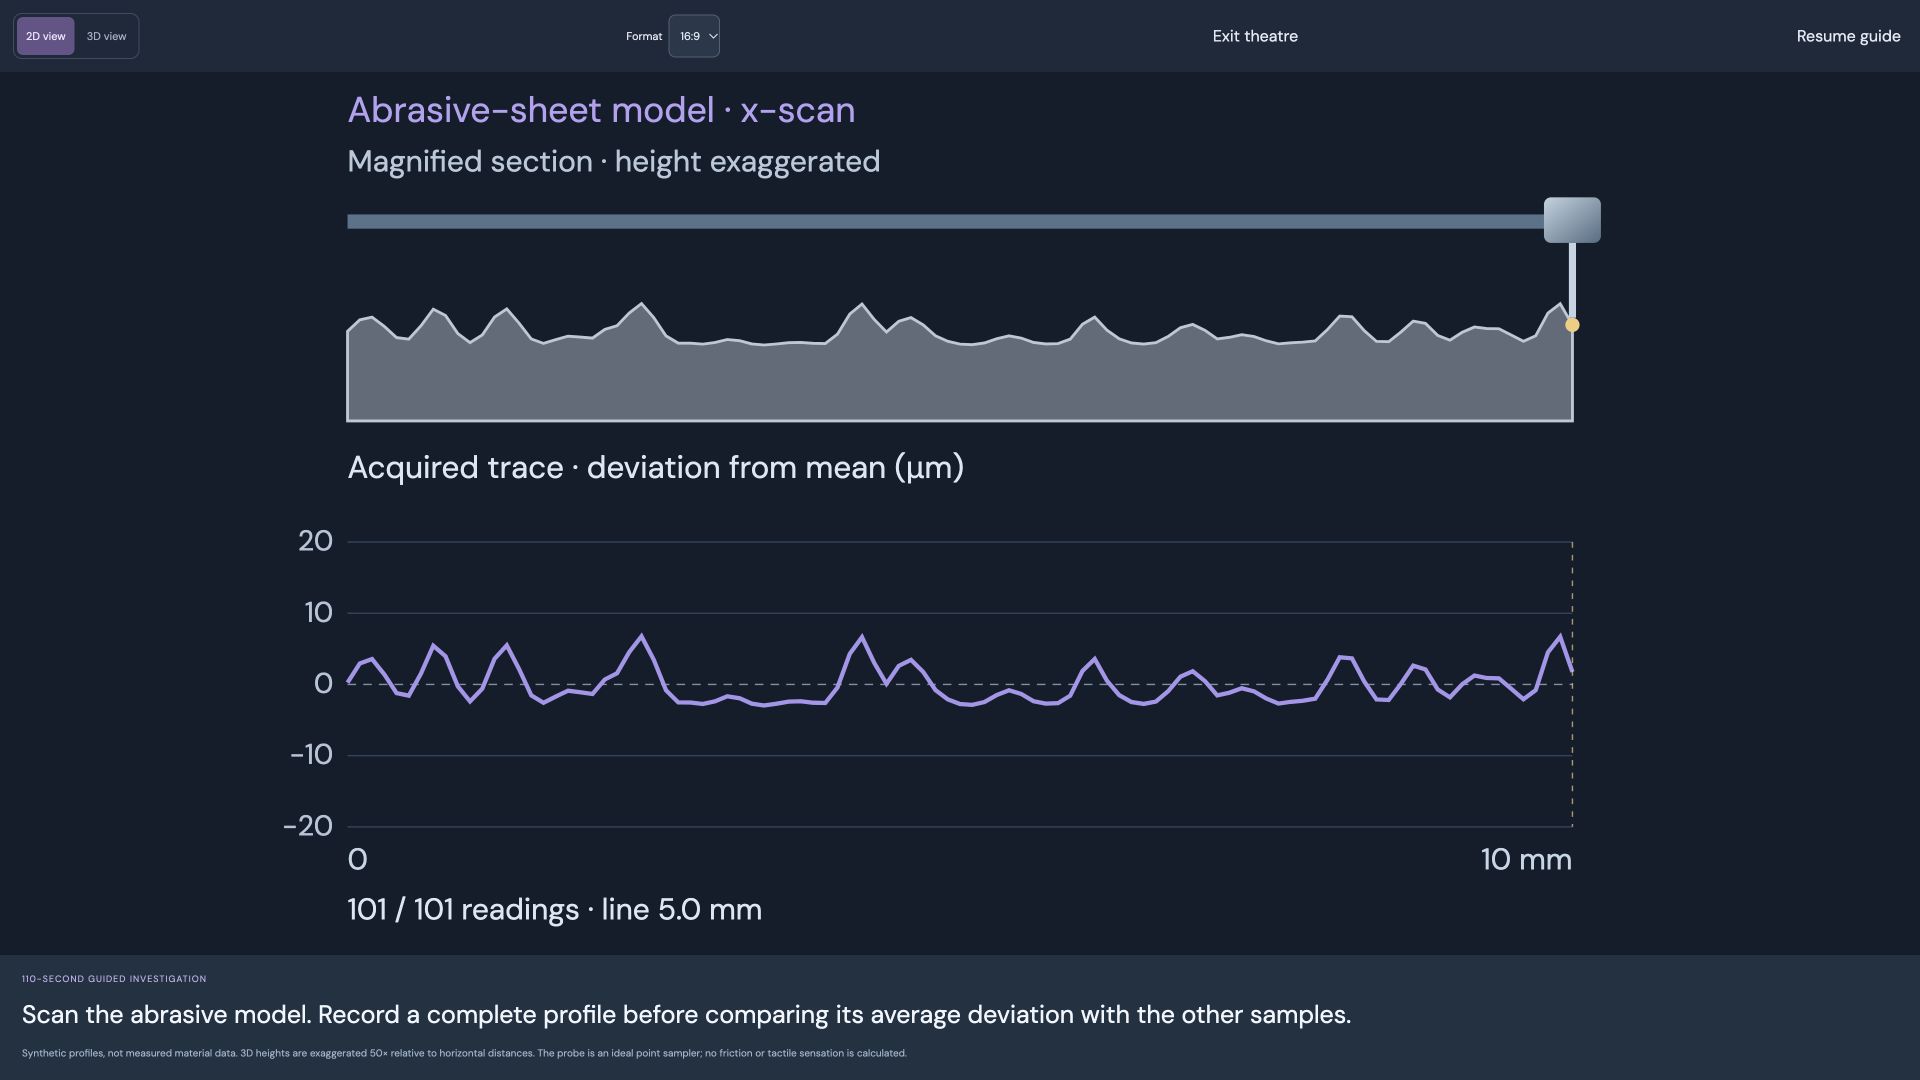 2D view
3D view
Format
16:9
Exit theatre
Resume guide
Abrasive-sheet model · x-scan
Magnified section · height exaggerated
Acquired trace · deviation from mean (μm)
20
10
0
−10
−20
0
10 mm
101 / 101 readings · line 5.0 mm
110-SECOND GUIDED INVESTIGATION
Scan the abrasive model. Record a complete profile before comparing its average deviation with the other samples.
Synthetic profiles, not measured material data. 3D heights are exaggerated 50× relative to horizontal distances. The probe is an ideal point sampler; no friction or tactile sensation is calculated.